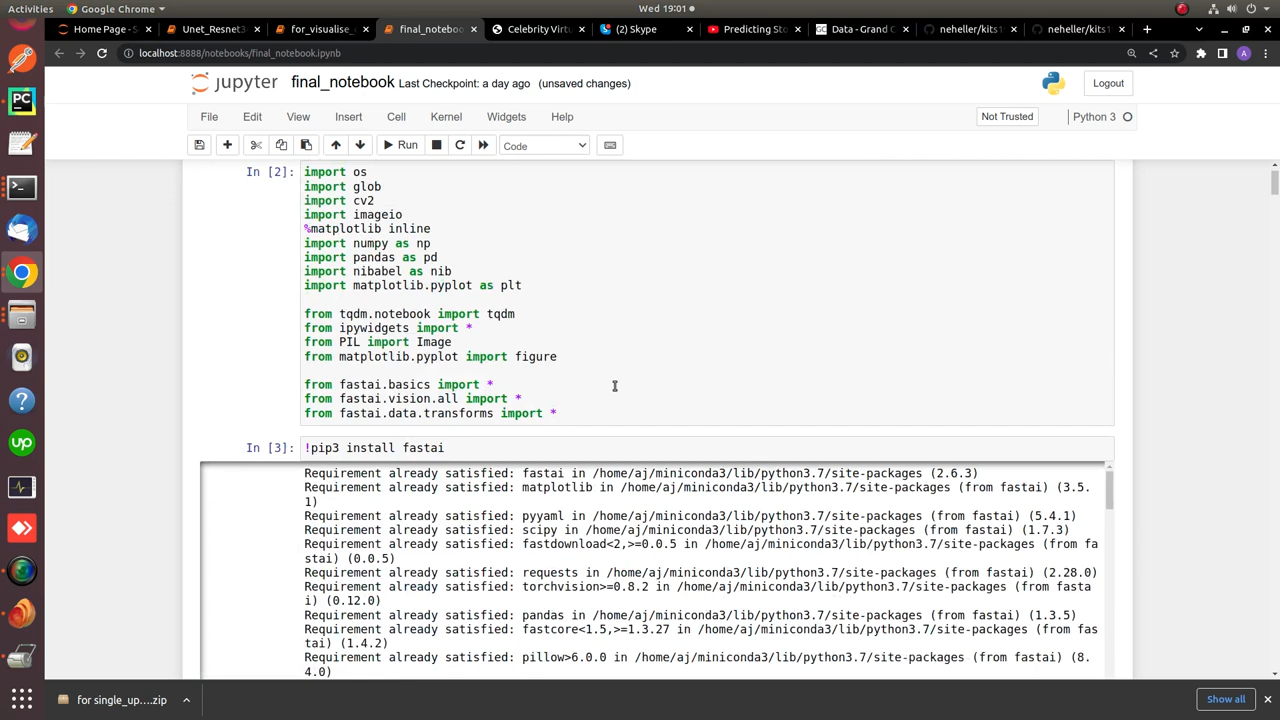 Activities Google Chrome Wed 19:01
Home Page - S Unet_Resnet3 for_visualise_ final_noteboo Celebrity Virtu (2) Skype Predicting Sto Data - Grand C neheller/kits1 neheller/kits1
localhost:8888/notebooks/final_notebook.ipynb A
jupyter final_notebook Last Checkpoint: a day ago (unsaved changes) Logout
File Edit View Insert Cell Kernel Widgets Help Not Trusted Python 3
Run Code
In [2]: import os
import glob
import cv2
import imageio
%matplotlib inline
import numpy as np
import pandas as pd
import nibabel as nib
import matplotlib.pyplot as plt
from tqdm.notebook import tqdm
from ipywidgets import *
from PIL import Image
from matplotlib.pyplot import figure
from fastai.basics import *
from fastai.vision.all import *
from fastai.data.transforms import *
In [3]: !pip3 install fastai
Requirement already satisfied: fastai in /home/aj/miniconda3/lib/python3.7/site-packages (2.6.3)
Requirement already satisfied: matplotlib in /home/aj/miniconda3/lib/python3.7/site-packages (from fastai) (3.5.
1)
Requirement already satisfied: pyyaml in /home/aj/miniconda3/lib/python3.7/site-packages (from fastai) (5.4.1)
Requirement already satisfied: scipy in /home/aj/miniconda3/lib/python3.7/site-packages (from fastai) (1.7.3)
Requirement already satisfied: fastdownload<2,>=0.0.5 in /home/aj/miniconda3/lib/python3.7/site-packages (from fa
stai) (0.0.5)
Requirement already satisfied: requests in /home/aj/miniconda3/lib/python3.7/site-packages (from fastai) (2.28.0)
Requirement already satisfied: torchvision>=0.8.2 in /home/aj/miniconda3/lib/python3.7/site-packages (from fasta
i) (0.12.0)
Requirement already satisfied: pandas in /home/aj/miniconda3/lib/python3.7/site-packages (from fastai) (1.3.5)
Requirement already satisfied: fastcore<1.5,>=1.3.27 in /home/aj/miniconda3/lib/python3.7/site-packages (from fas
tai) (1.4.2)
Requirement already satisfied: pillow>6.0.0 in /home/aj/miniconda3/lib/python3.7/site-packages (from fastai) (8.
4.0)
for single_up....zip Show all